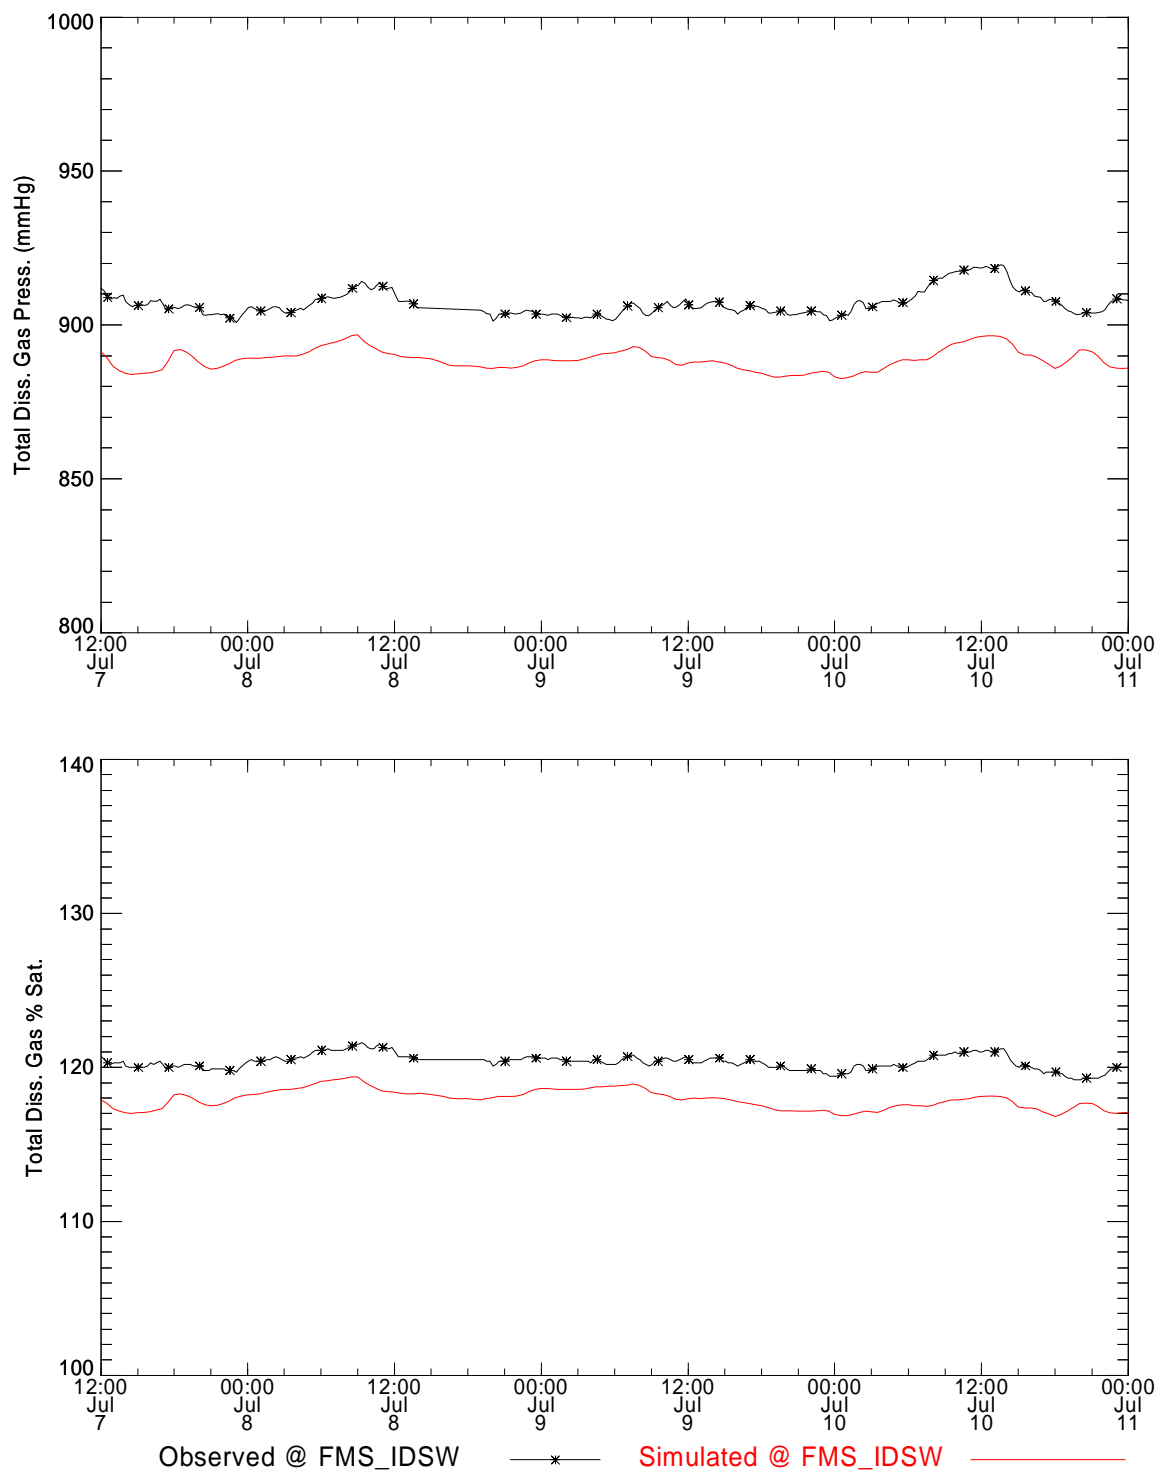 1000
950
900
850
800
Total Diss. Gas Press. (mmHg)
12:00 00:00 12:00 00:00 12:00 00:00 12:00 00:00
Jul Jul Jul Jul Jul Jul Jul Jul
7 8 8 9 9 10 10 11
140
130
120
110
100
Total Diss. Gas % Sat.
12:00 00:00 12:00 00:00 12:00 00:00 12:00 00:00
Jul Jul Jul Jul Jul Jul Jul Jul
7 8 8 9 9 10 10 11
Observed @ FMS_IDSW Simulated @ FMS_IDSW